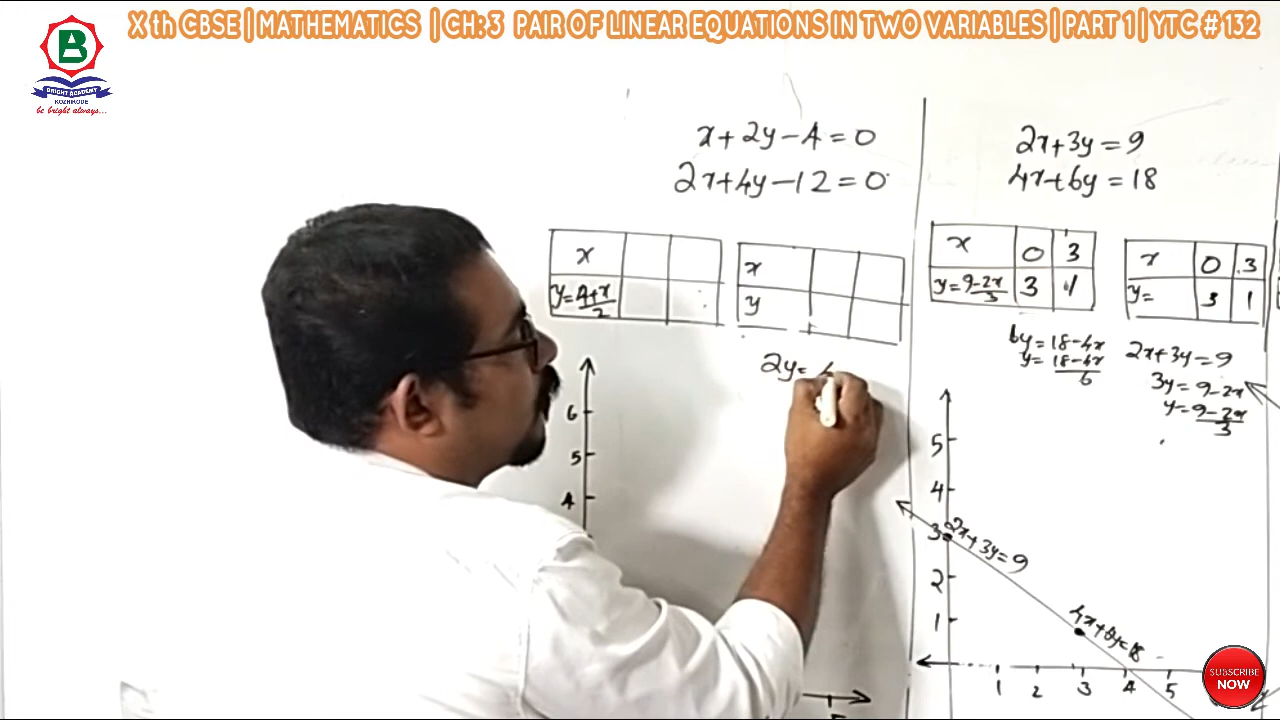 X th CBSE | MATHEMATICS | CH: 3 PAIR OF LINEAR EQUATIONS IN TWO VARIABLES | PART 1 | YTC # 132
B
BRIGHT ACADEMY
KOZHIKODE
be bright always...
x+2y-4=0
2x+4y-12=0
x
y=4+x/2
x
y
2y=
6
5
4
2x+3y=9
4x+6y=18
x 0 3
y=9-2x/3 3 1
x 0 3
y= 3 1
6y=18-4x
y=18-4x/6
2x+3y=9
3y=9-2x
y=9-2x/3
5
4
3
2
1
2x+3y=9
4x+6y=18
1 2 3 4 5
SUBSCRIBE
NOW